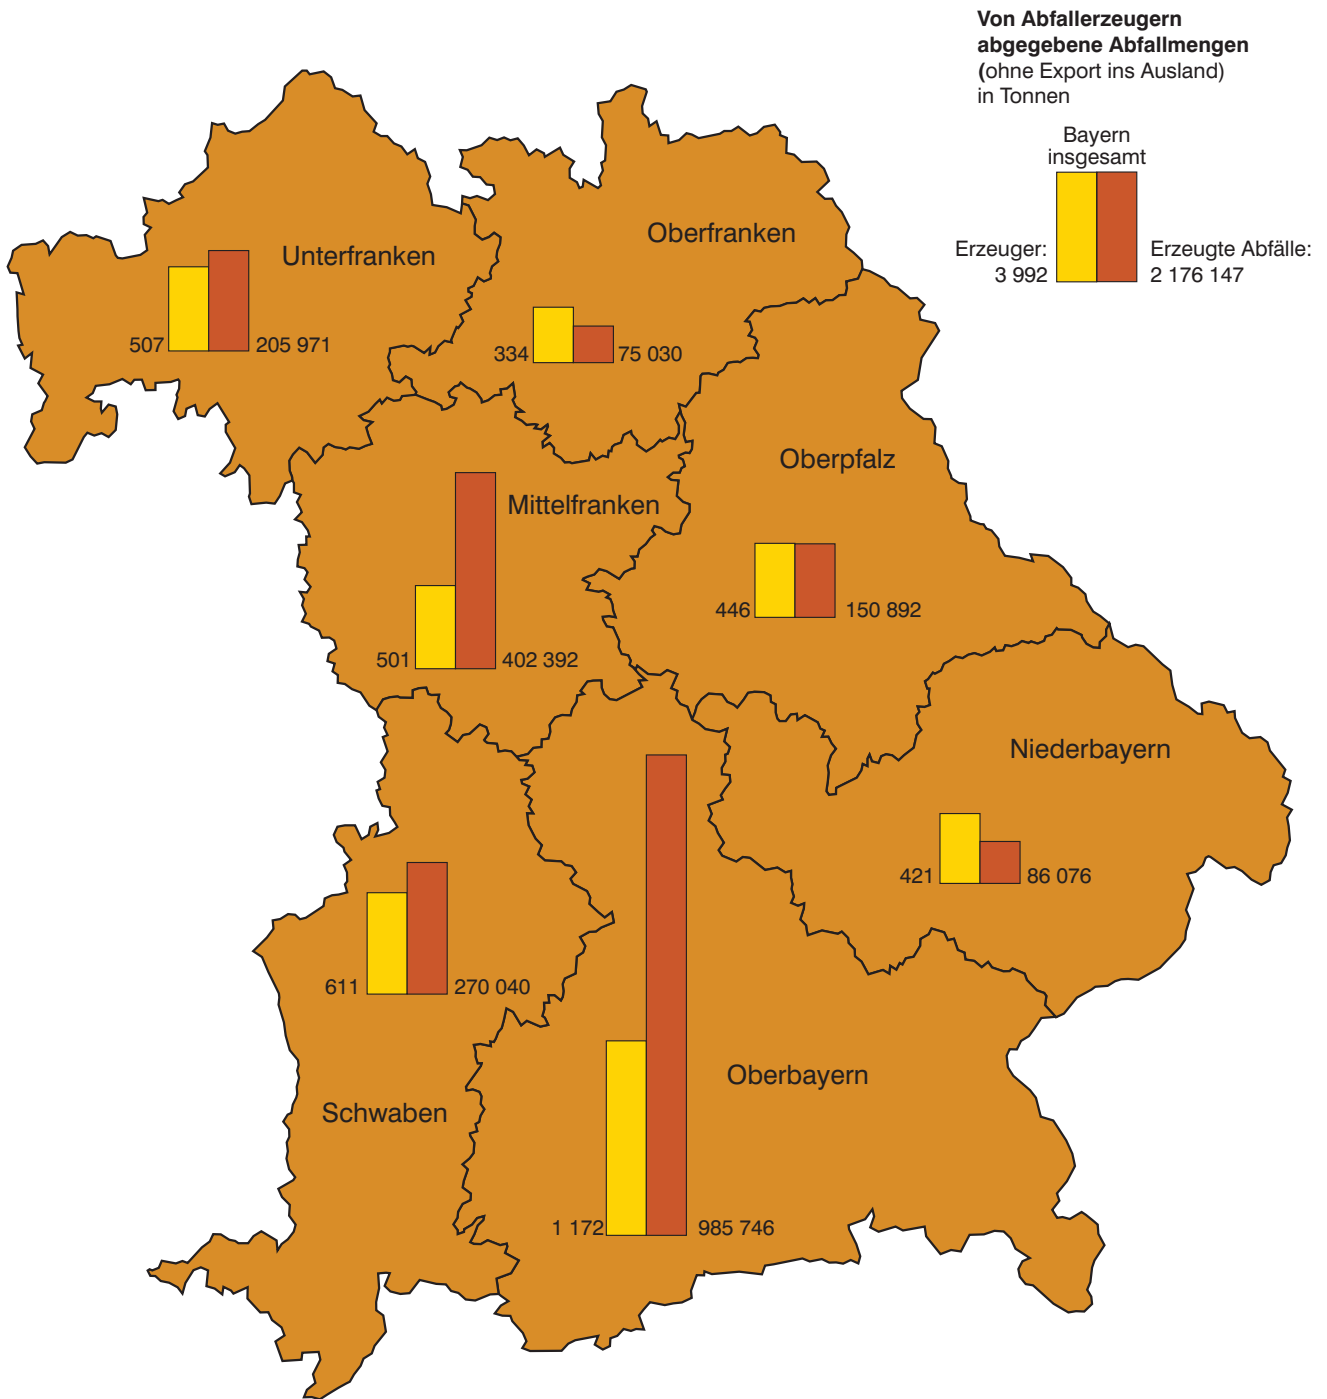 Von Abfallerzeugern
abgegebene Abfallmengen
(ohne Export ins Ausland)
in Tonnen
Bayern
insgesamt
Erzeuger:
3 992
Erzeugte Abfälle:
2 176 147
Unterfranken
507
205 971
Oberfranken
334
75 030
Mittelfranken
501
402 392
Oberpfalz
446
150 892
Niederbayern
421
86 076
Schwaben
611
270 040
Oberbayern
1 172
985 746